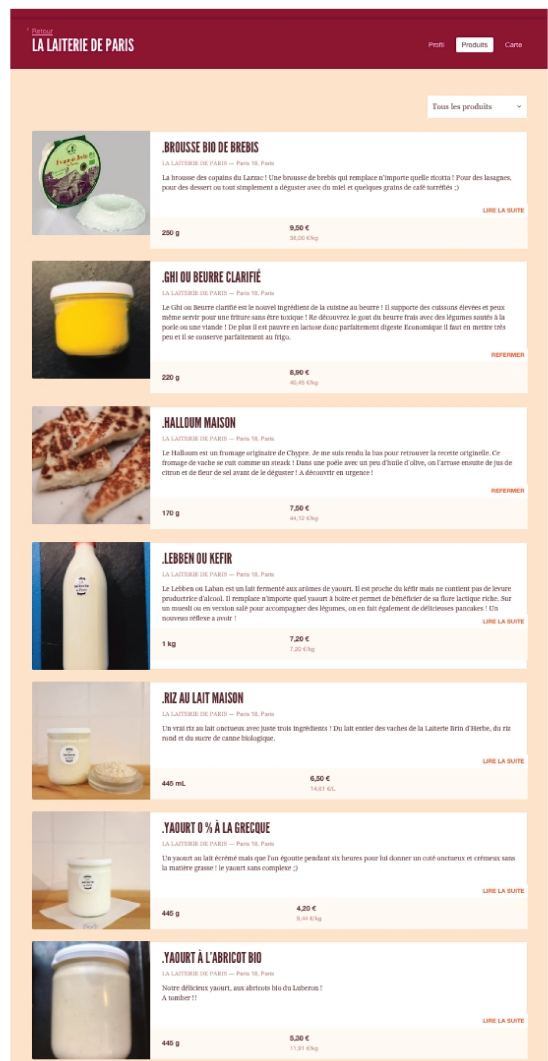 Retour
LA LAITERIE DE PARIS
Profil
Produits
Carte
Tous les produits
.BROUSSE BIO DE BREBIS
LA LAITERIE DE PARIS — Paris 18, Paris
La brousse des copains du Larzac ! Une brousse de brebis qui remplace n'importe quelle ricotta ! Pour des lasagnes,
pour des dessert ou tout simplement a déguster avec du miel et quelques grains de café torréfiés ;)
LIRE LA SUITE
250 g
9,50 €
38,00 €/kg
.GHI OU BEURRE CLARIFIÉ
LA LAITERIE DE PARIS — Paris 18, Paris
Le Ghi ou Beurre clarifié est le nouvel ingrédient de la cuisine au beurre ! Il supporte des cuissons élevées et peux
même servir pour une friture sans être toxique ! Re découvrez le gout du beurre frais avec des légumes sautés à la
poele ou une viande ! De plus il est pauvre en lactose donc parfaitement digeste Economique il faut en mettre très
peu et il se conserve parfaitement au frigo.
REFERMER
220 g
8,90 €
40,45 €/kg
.HALLOUM MAISON
LA LAITERIE DE PARIS — Paris 18, Paris
Le Halloum est un fromage originaire de Chypre. Je me suis rendu la bas pour retrouver la recette originelle. Ce
fromage de vache se cuit comme un steack ! Dans une poêle avec un peu d'huile d'olive, on l'arrose ensuite de jus de
citron et de fleur de sel avant de le déguster ! A découvrir en urgence !
REFERMER
170 g
7,50 €
44,12 €/kg
.LEBBEN OU KEFIR
LA LAITERIE DE PARIS — Paris 18, Paris
Le Lebben ou Laban est un lait fermenté aux arômes de yaourt. Il est proche du kéfir mais ne contient pas de levure
productrice d'alcool. Il remplace n'importe quel yaourt à boire et permet de bénéficier de sa flore lactique riche. Sur
un muesli ou en version salé pour accompagner des légumes, on en fait également de délicieuses pancakes ! Un
nouveau réflexe a avoir !
LIRE LA SUITE
1 kg
7,20 €
7,20 €/kg
.RIZ AU LAIT MAISON
LA LAITERIE DE PARIS — Paris 18, Paris
Un vrai riz au lait onctueux avec juste trois ingrédients ! Du lait entier des vaches de la Laiterie Brin d'Herbe, du riz
rond et du sucre de canne biologique.
LIRE LA SUITE
445 mL
6,50 €
14,61 €/L
.YAOURT 0 % À LA GRECQUE
LA LAITERIE DE PARIS — Paris 18, Paris
Un yaourt au lait écrémé mais que l'on égoutte pendant six heures pour lui donner un coté onctueux et crémeux sans
la matière grasse ! le yaourt sans complexe ;)
LIRE LA SUITE
445 g
4,20 €
9,44 €/kg
.YAOURT À L'ABRICOT BIO
LA LAITERIE DE PARIS — Paris 18, Paris
Notre délicieux yaourt, aux abricots bio du Luberon !
A tomber !!
LIRE LA SUITE
445 g
5,30 €
11,91 €/kg